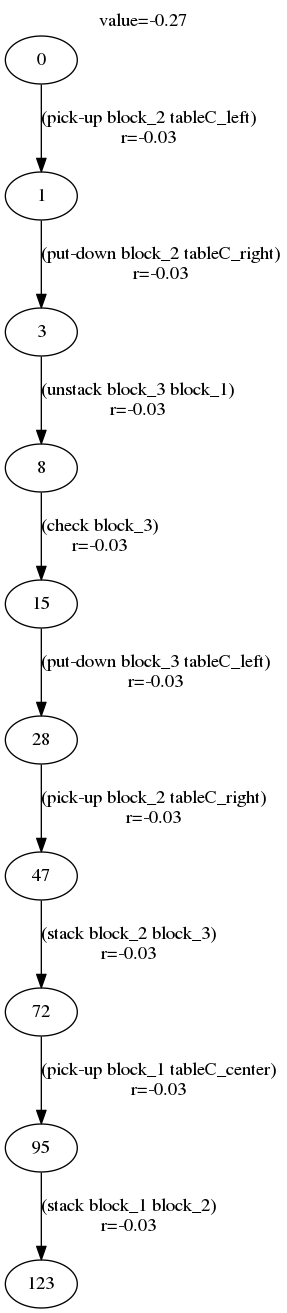 value=-0.27
0
(pick-up block_2 tableC_left)
r=-0.03
1
(put-down block_2 tableC_right)
r=-0.03
3
(unstack block_3 block_1)
r=-0.03
8
(check block_3)
r=-0.03
15
(put-down block_3 tableC_left)
r=-0.03
28
(pick-up block_2 tableC_right)
r=-0.03
47
(stack block_2 block_3)
r=-0.03
72
(pick-up block_1 tableC_center)
r=-0.03
95
(stack block_1 block_2)
r=-0.03
123